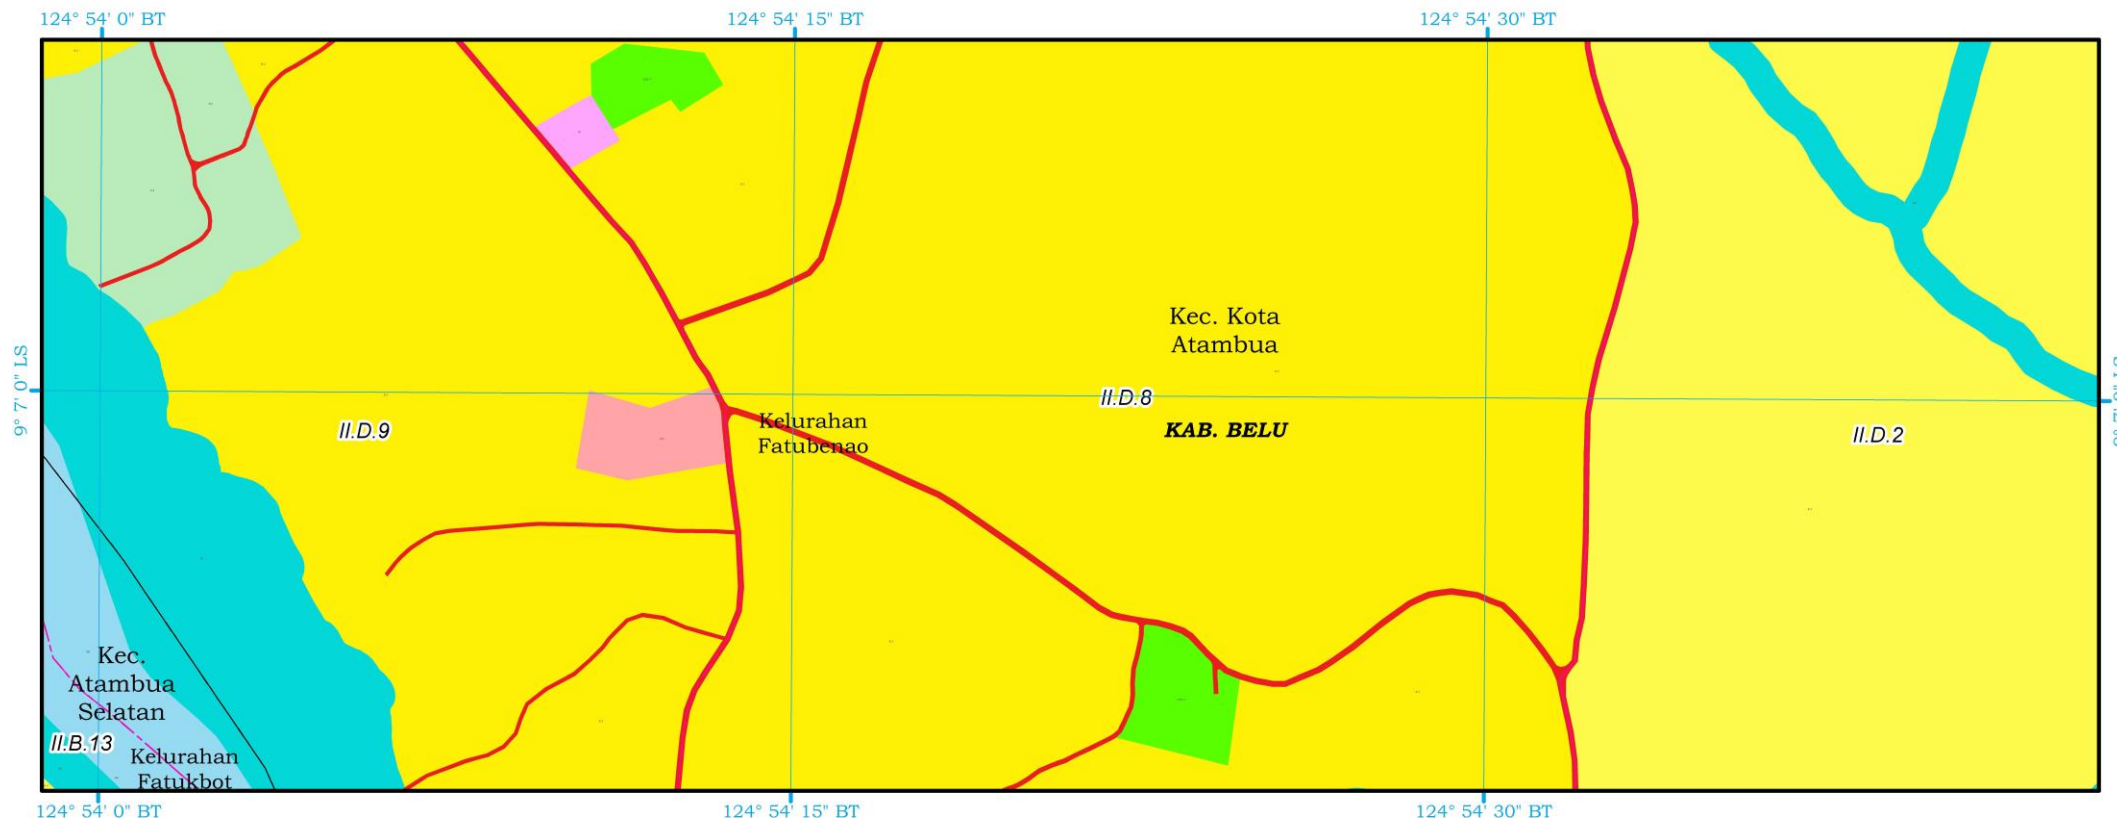 124° 54' 0" BT
124° 54' 15" BT
124° 54' 30" BT
9° 7' 0" LS
Kec. Kota
Atambua
II.D.8
II.D.9
Kelurahan
Fatubenao
KAB. BELU
II.D.2
Kec.
Atambua
Selatan
II.B.13
Kelurahan
Fatukbot
124° 54' 0" BT
124° 54' 15" BT
124° 54' 30" BT